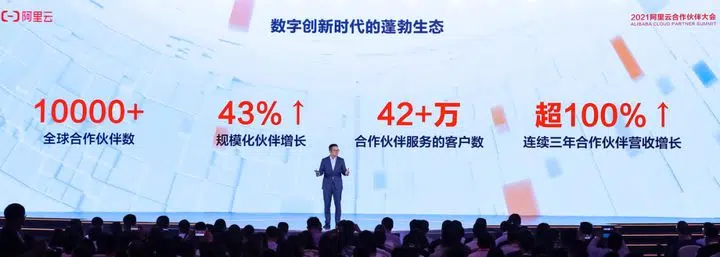 阿里云
数字创新时代的蓬勃生态
2021阿里云合作伙伴大会
ALIBABA CLOUD PARTNER SUMMIT
10000+
全球合作伙伴数
43%↑
规模化伙伴增长
42+万
合作伙伴服务的客户数
超100%↑
连续三年合作伙伴营收增长